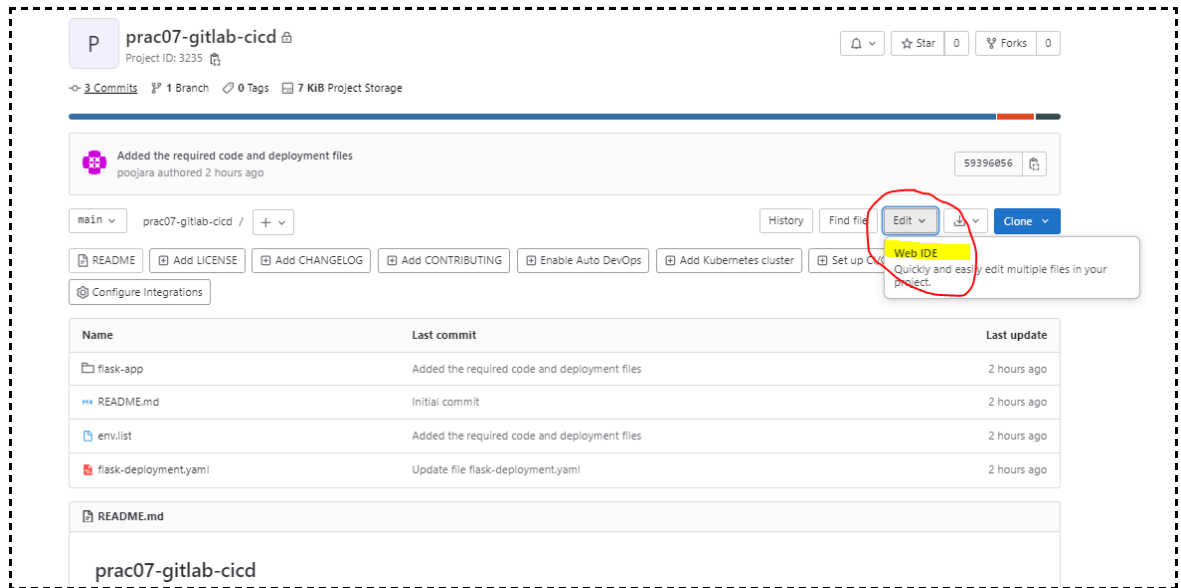 P
prac07-gitlab-cicd
Project ID: 3235
Star 0 Forks 0
3 Commits 1 Branch 0 Tags 7 KiB Project Storage
Added the required code and deployment files
poojara authored 2 hours ago
59396056
main prac07-gitlab-cicd / +
History Find file Edit Clone
README Add LICENSE Add CHANGELOG Add CONTRIBUTING Enable Auto DevOps Add Kubernetes cluster Set up
Configure Integrations
Web IDE
Quickly and easily edit multiple files in your
project.
Name Last commit Last update
flask-app Added the required code and deployment files 2 hours ago
README.md Initial commit 2 hours ago
env.list Added the required code and deployment files 2 hours ago
flask-deployment.yaml Update file flask-deployment.yaml 2 hours ago
README.md
prac07-gitlab-cicd